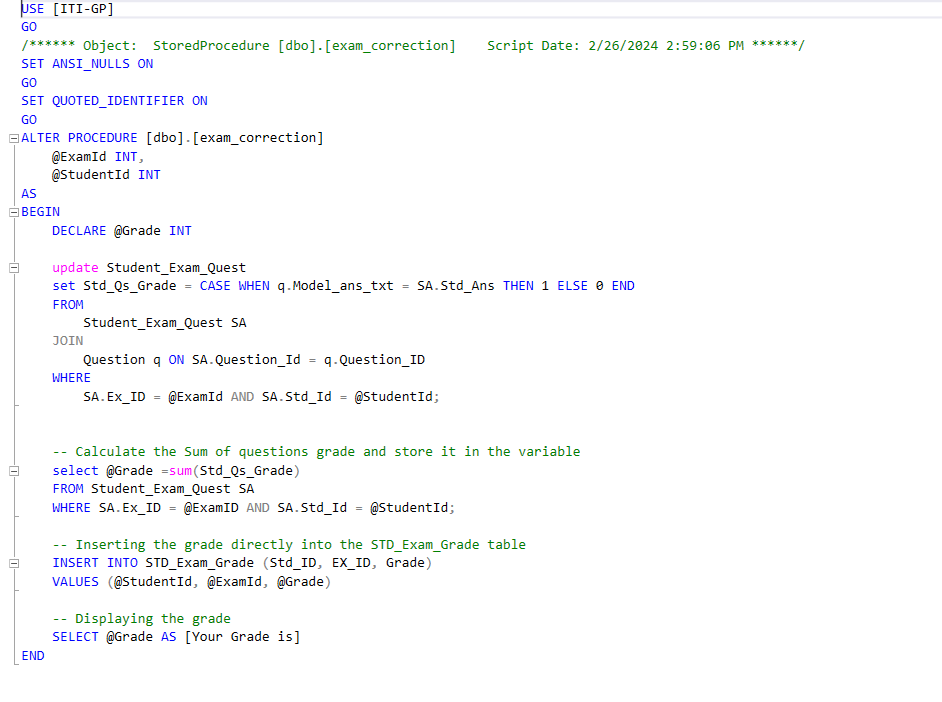 USE [ITI-GP]
GO
/****** Object:  StoredProcedure [dbo].[exam_correction]    Script Date: 2/26/2024 2:59:06 PM ******/
SET ANSI_NULLS ON
GO
SET QUOTED_IDENTIFIER ON
GO
ALTER PROCEDURE [dbo].[exam_correction]
    @ExamId INT,
    @StudentId INT
AS
BEGIN
    DECLARE @Grade INT

    update Student_Exam_Quest
    set Std_Qs_Grade = CASE WHEN q.Model_ans_txt = SA.Std_Ans THEN 1 ELSE 0 END
    FROM
        Student_Exam_Quest SA
    JOIN
        Question q ON SA.Question_Id = q.Question_ID
    WHERE
        SA.Ex_ID = @ExamId AND SA.Std_Id = @StudentId;


    -- Calculate the Sum of questions grade and store it in the variable
    select @Grade =sum(Std_Qs_Grade)
    FROM Student_Exam_Quest SA
    WHERE SA.Ex_ID = @ExamID AND SA.Std_Id = @StudentId;

    -- Inserting the grade directly into the STD_Exam_Grade table
    INSERT INTO STD_Exam_Grade (Std_ID, EX_ID, Grade)
    VALUES (@StudentId, @ExamId, @Grade)

    -- Displaying the grade
    SELECT @Grade AS [Your Grade is]
END